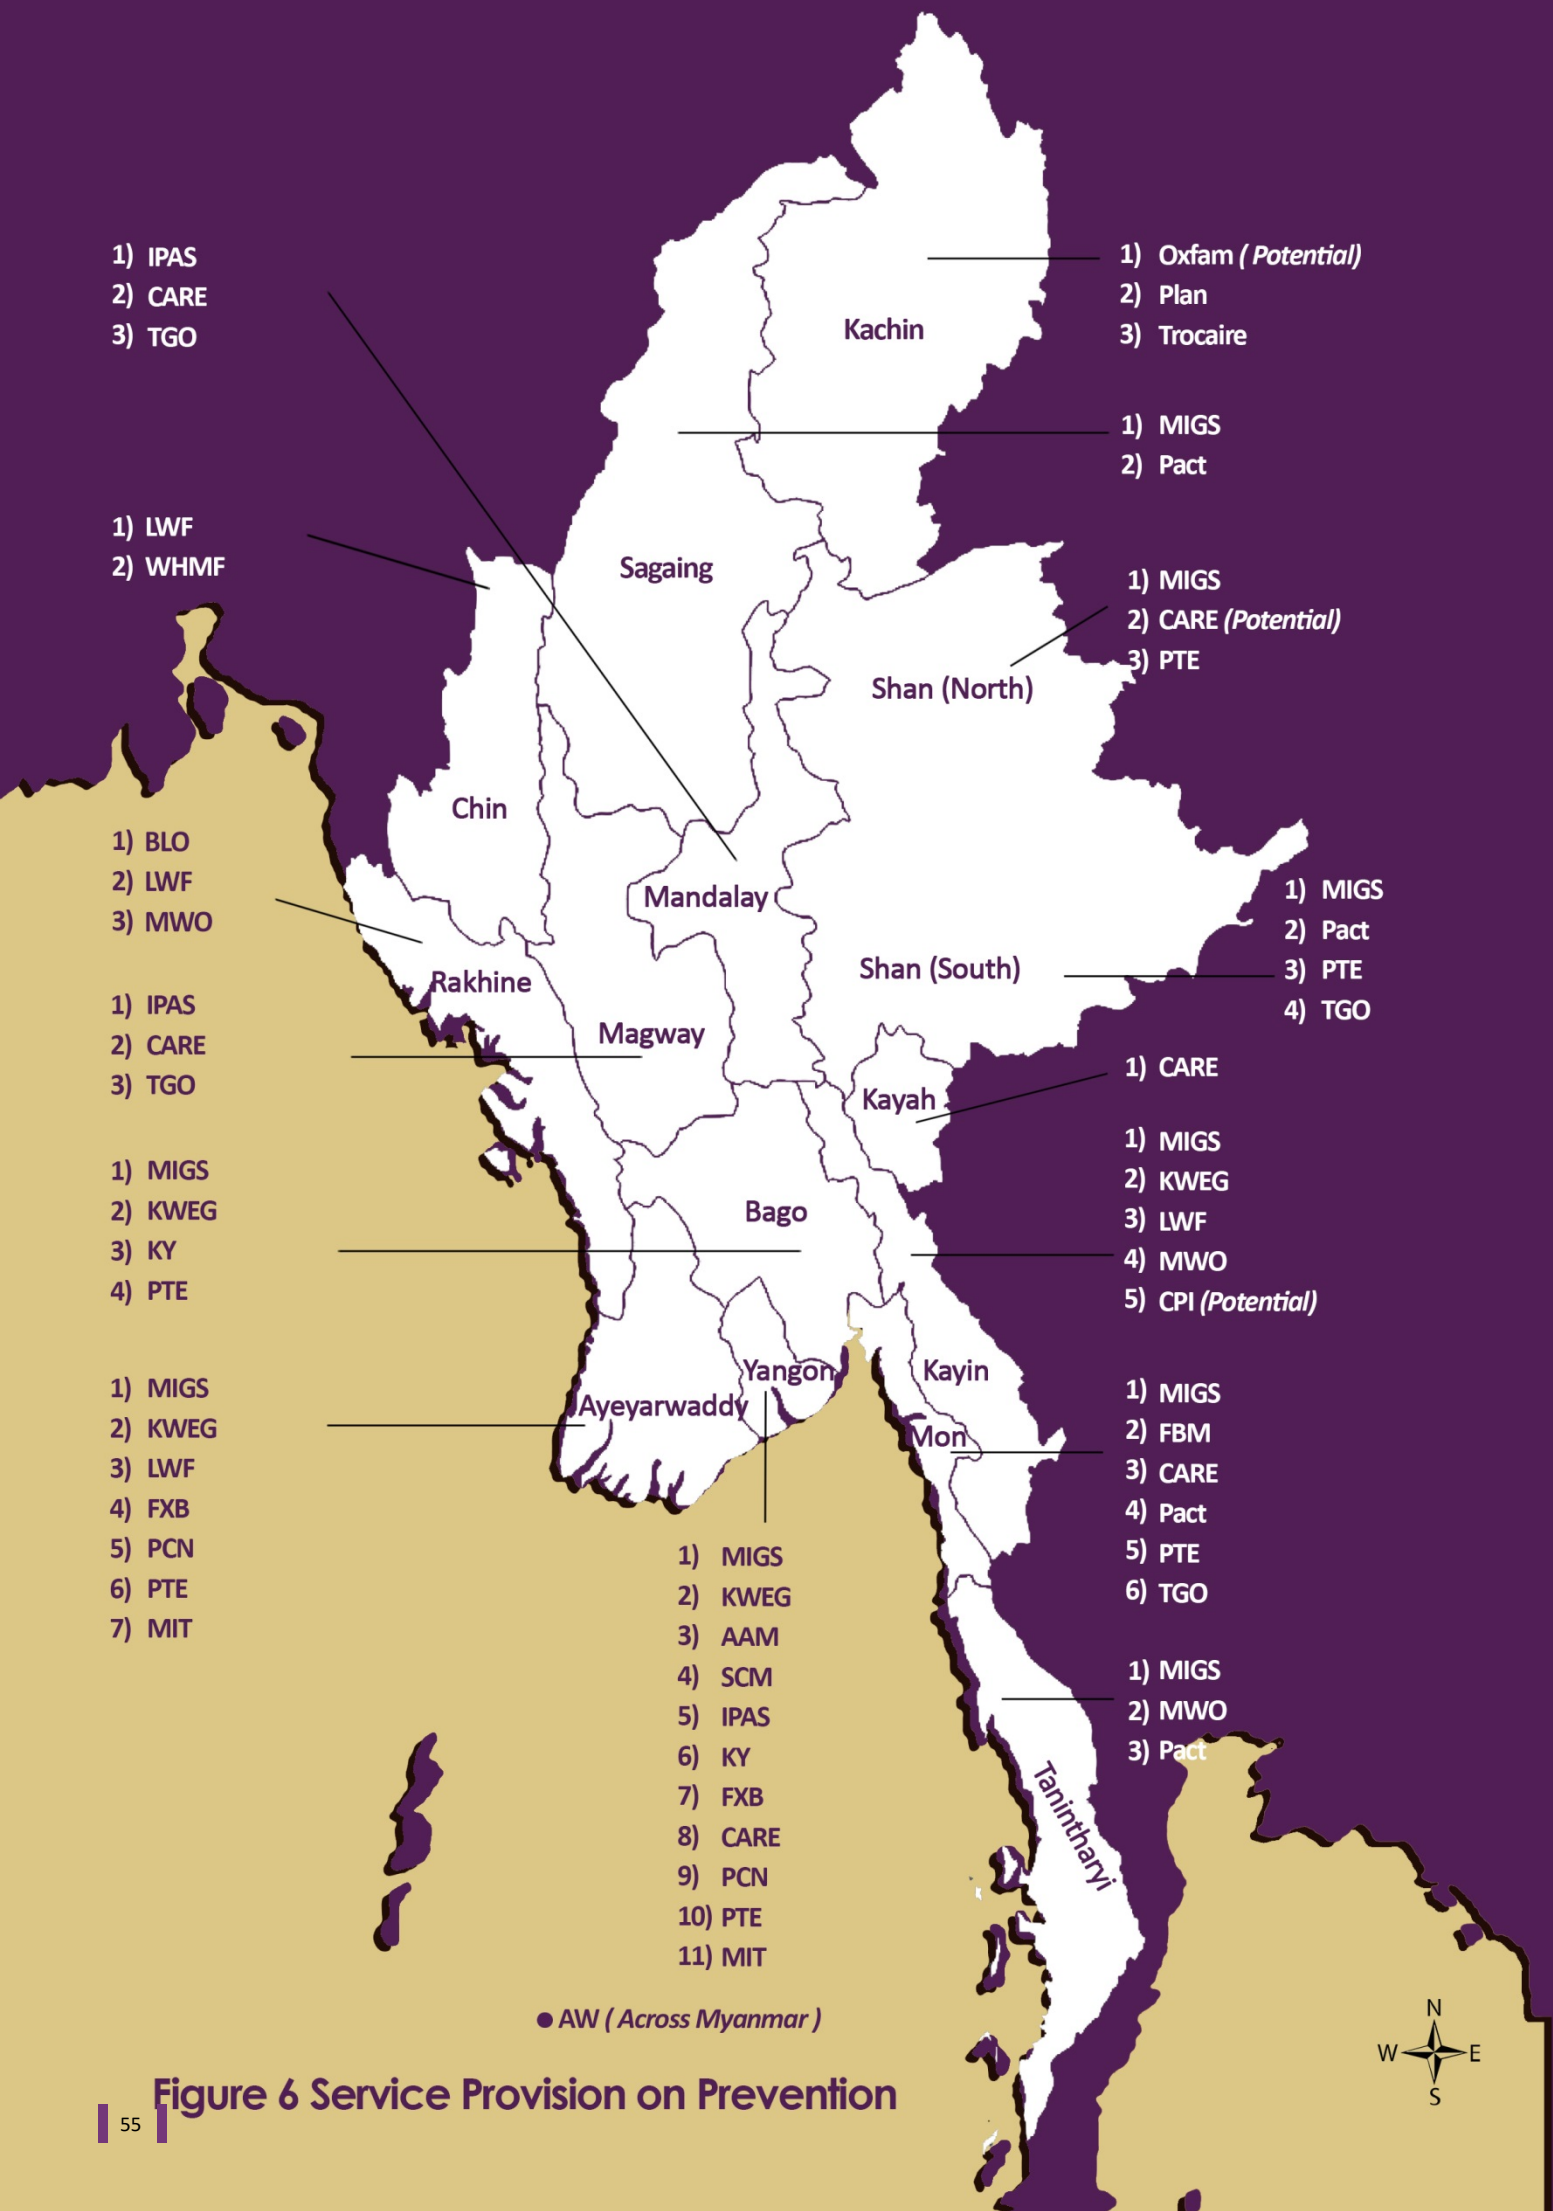 1) IPAS
2) CARE
3) TGO
1) Oxfam ( Potential)
2) Plan
3) Trocaire
Kachin
1) MIGS
2) Pact
1) LWF
2) WHMF
Sagaing
1) MIGS
2) CARE (Potential)
3) PTE
Shan (North)
Chin
1) BLO
2) LWF
3) MWO
Mandalay
1) MIGS
2) Pact
3) PTE
4) TGO
Shan (South)
Rakhine
1) IPAS
2) CARE
3) TGO
Magway
1) CARE
Kayah
1) MIGS
2) KWEG
3) LWF
4) MWO
5) CPI (Potential)
1) MIGS
2) KWEG
3) KY
4) PTE
Bago
Yangon
Kayin
Ayeyarwaddy
Mon
1) MIGS
2) KWEG
3) LWF
4) FXB
5) PCN
6) PTE
7) MIT
1) MIGS
2) FBM
3) CARE
4) Pact
5) PTE
6) TGO
1) MIGS
2) KWEG
3) AAM
4) SCM
5) IPAS
6) KY
7) FXB
8) CARE
9) PCN
10) PTE
11) MIT
1) MIGS
2) MWO
3) Pact
Tanintharyi
AW ( Across Myanmar )
N
W E
S
Figure 6 Service Provision on Prevention
55